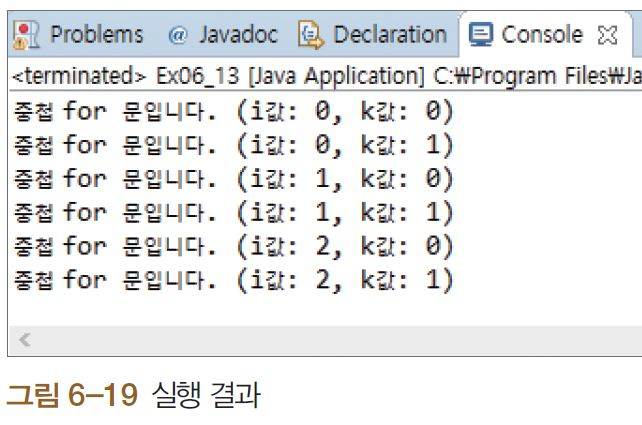 Problems @ Javadoc Declaration Console
<terminated> Ex06_13 [Java Application] C:₩Program Files₩Ja
중첩 for 문입니다. (i값: 0, k값: 0)
중첩 for 문입니다. (i값: 0, k값: 1)
중첩 for 문입니다. (i값: 1, k값: 0)
중첩 for 문입니다. (i값: 1, k값: 1)
중첩 for 문입니다. (i값: 2, k값: 0)
중첩 for 문입니다. (i값: 2, k값: 1)
그림 6-19 실행 결과